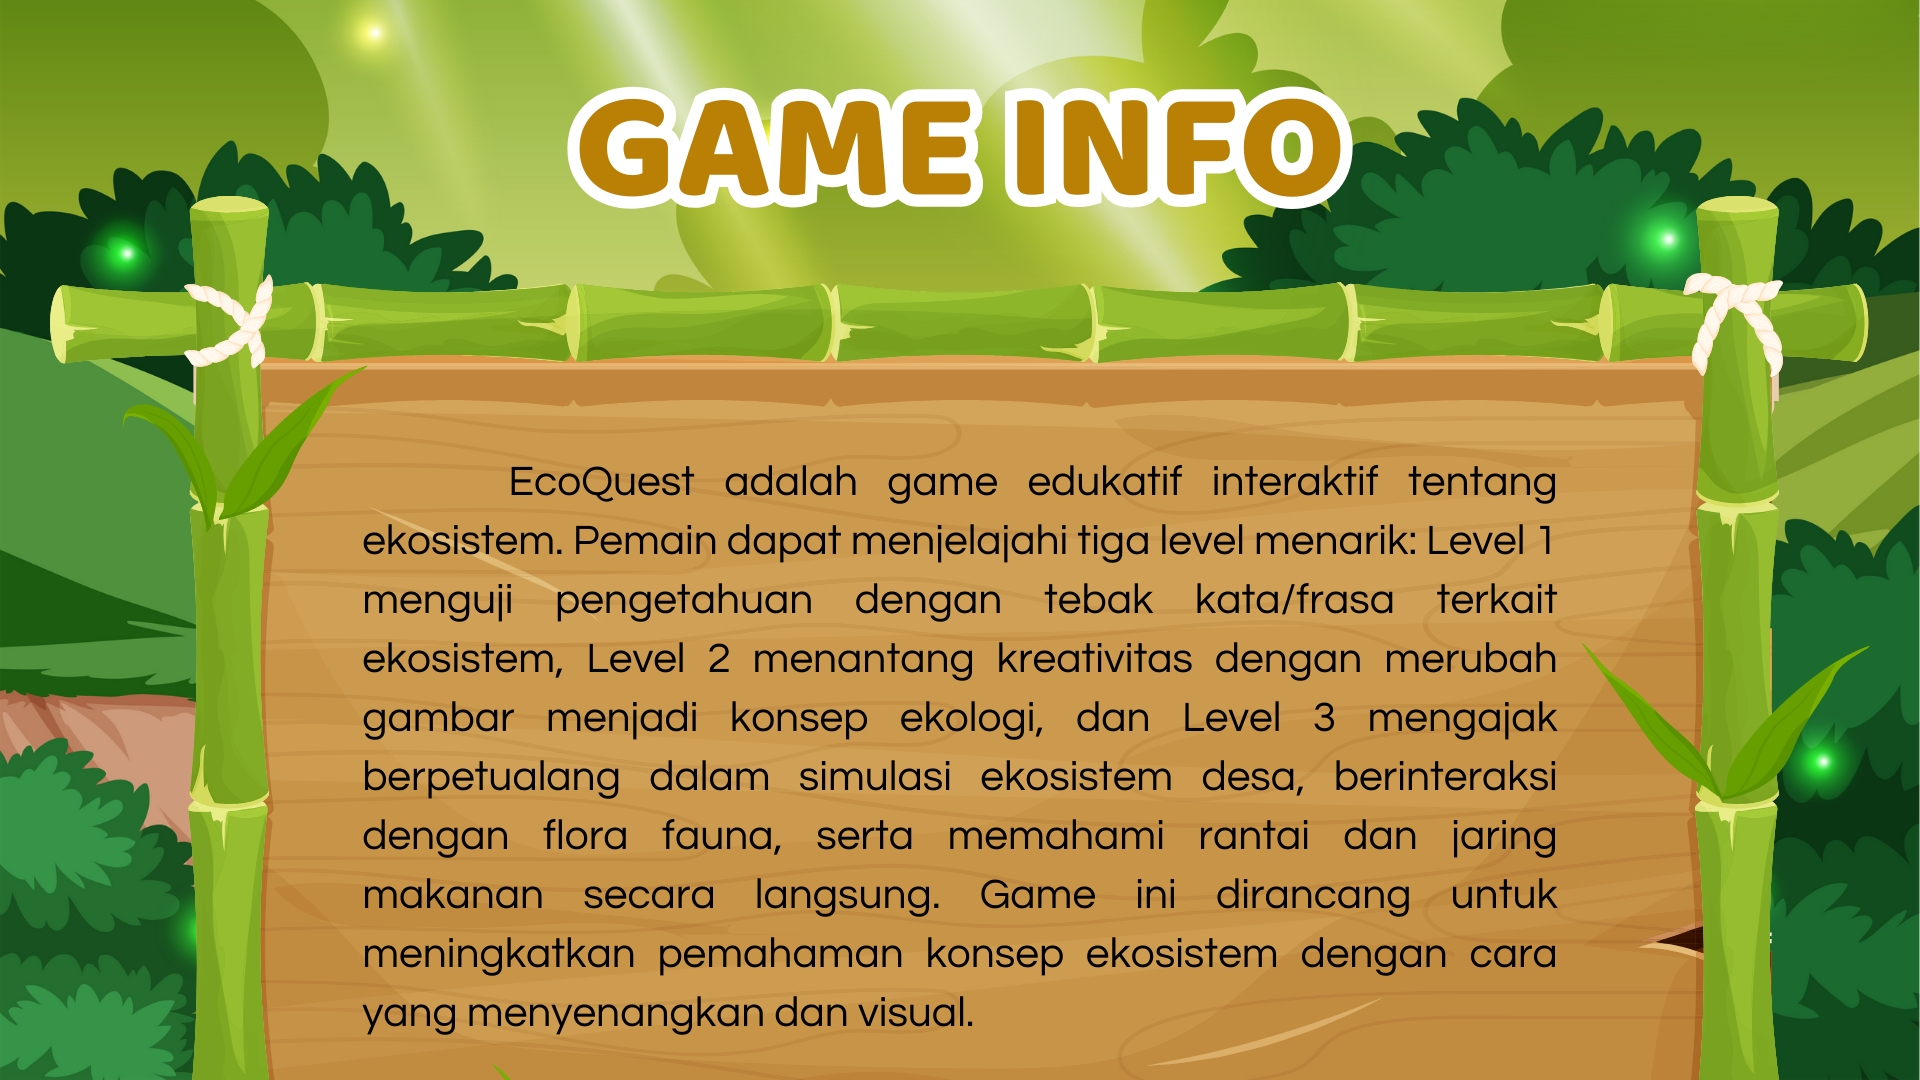 GAME INFO
EcoQuest adalah game edukatif interaktif tentang
ekosistem. Pemain dapat menjelajahi tiga level menarik: Level 1
menguji pengetahuan dengan tebak kata/frasa terkait
ekosistem, Level 2 menantang kreativitas dengan merubah
gambar menjadi konsep ekologi, dan Level 3 mengajak
berpetualang dalam simulasi ekosistem desa, berinteraksi
dengan flora fauna, serta memahami rantai dan jaring
makanan secara langsung. Game ini dirancang untuk
meningkatkan pemahaman konsep ekosistem dengan cara
yang menyenangkan dan visual.